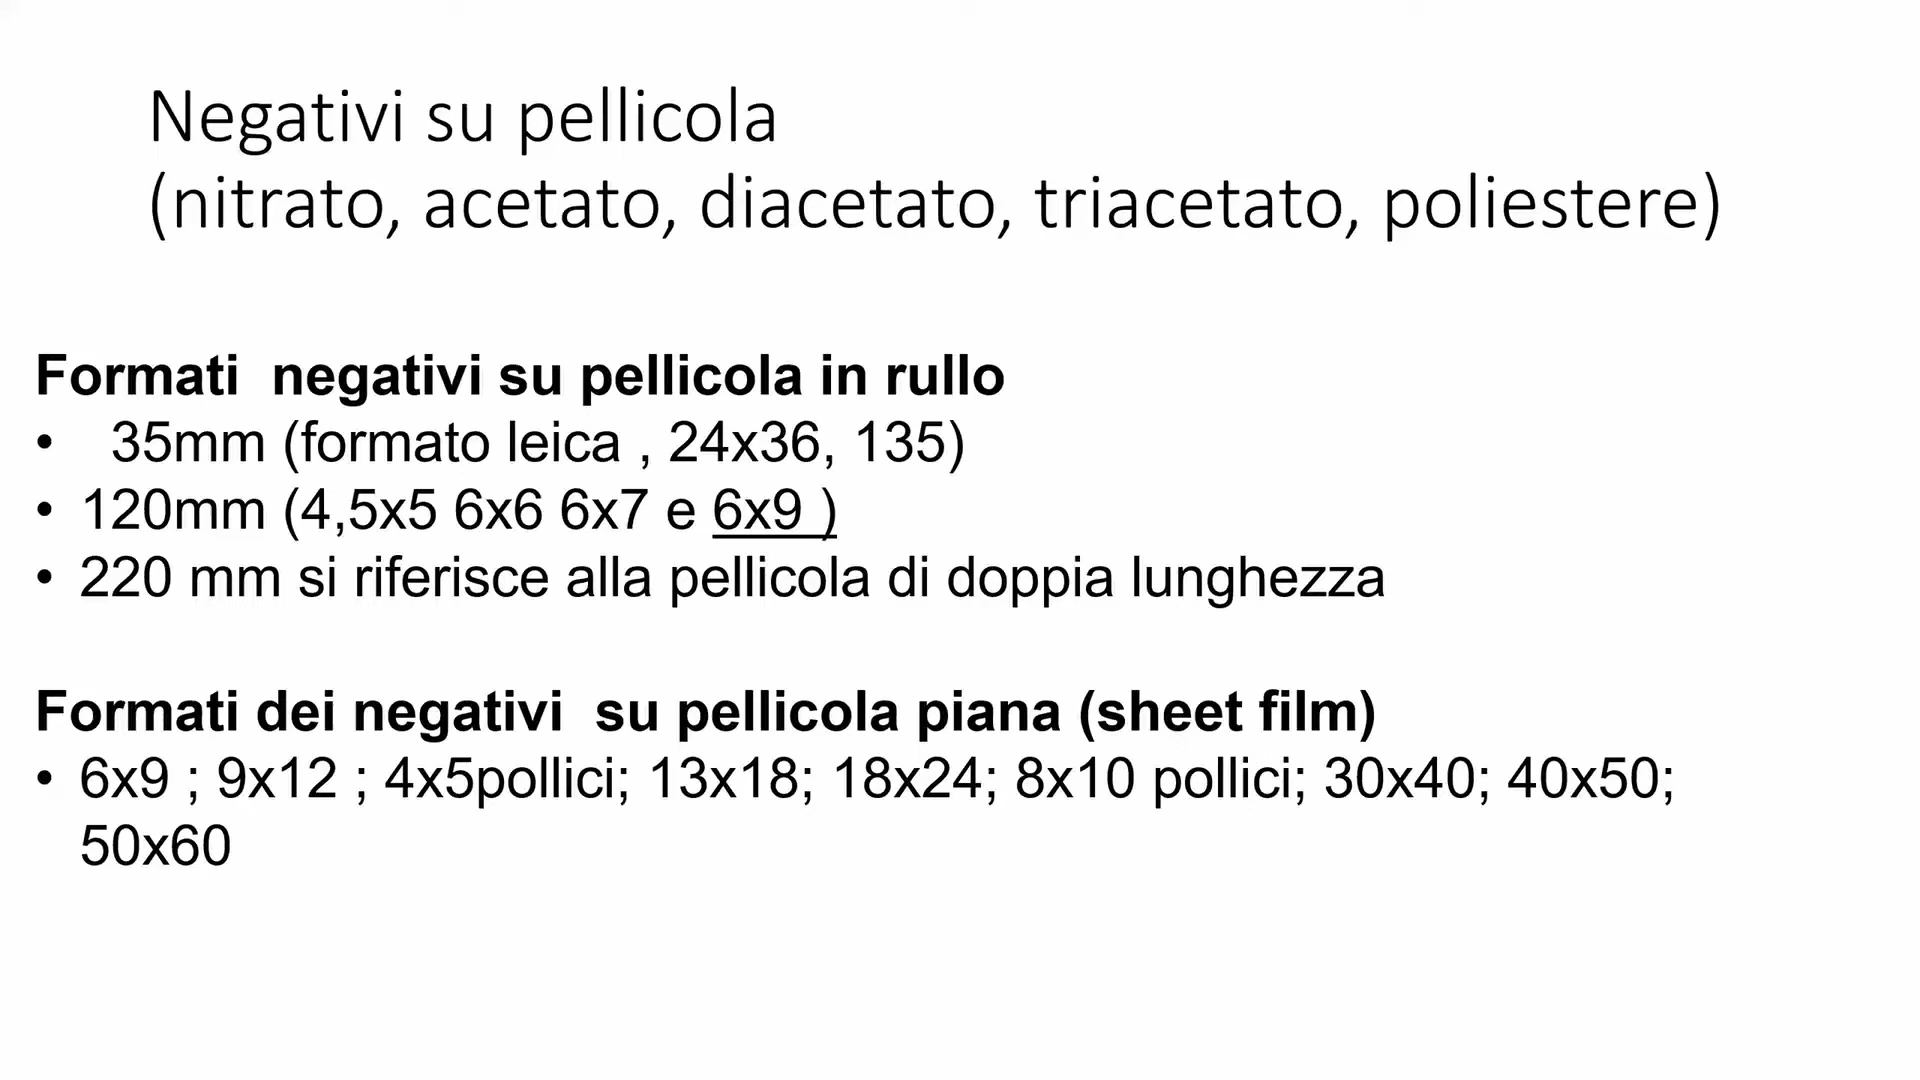 Negativi su pellicola
(nitrato, acetato, diacetato, triacetato, poliestere)
Formati  negativi su pellicola in rullo
•   35mm (formato leica , 24x36, 135)
• 120mm (4,5x5 6x6 6x7 e 6x9 )
• 220 mm si riferisce alla pellicola di doppia lunghezza
Formati dei negativi  su pellicola piana (sheet film)
• 6x9 ; 9x12 ; 4x5pollici; 13x18; 18x24; 8x10 pollici; 30x40; 40x50;
50x60